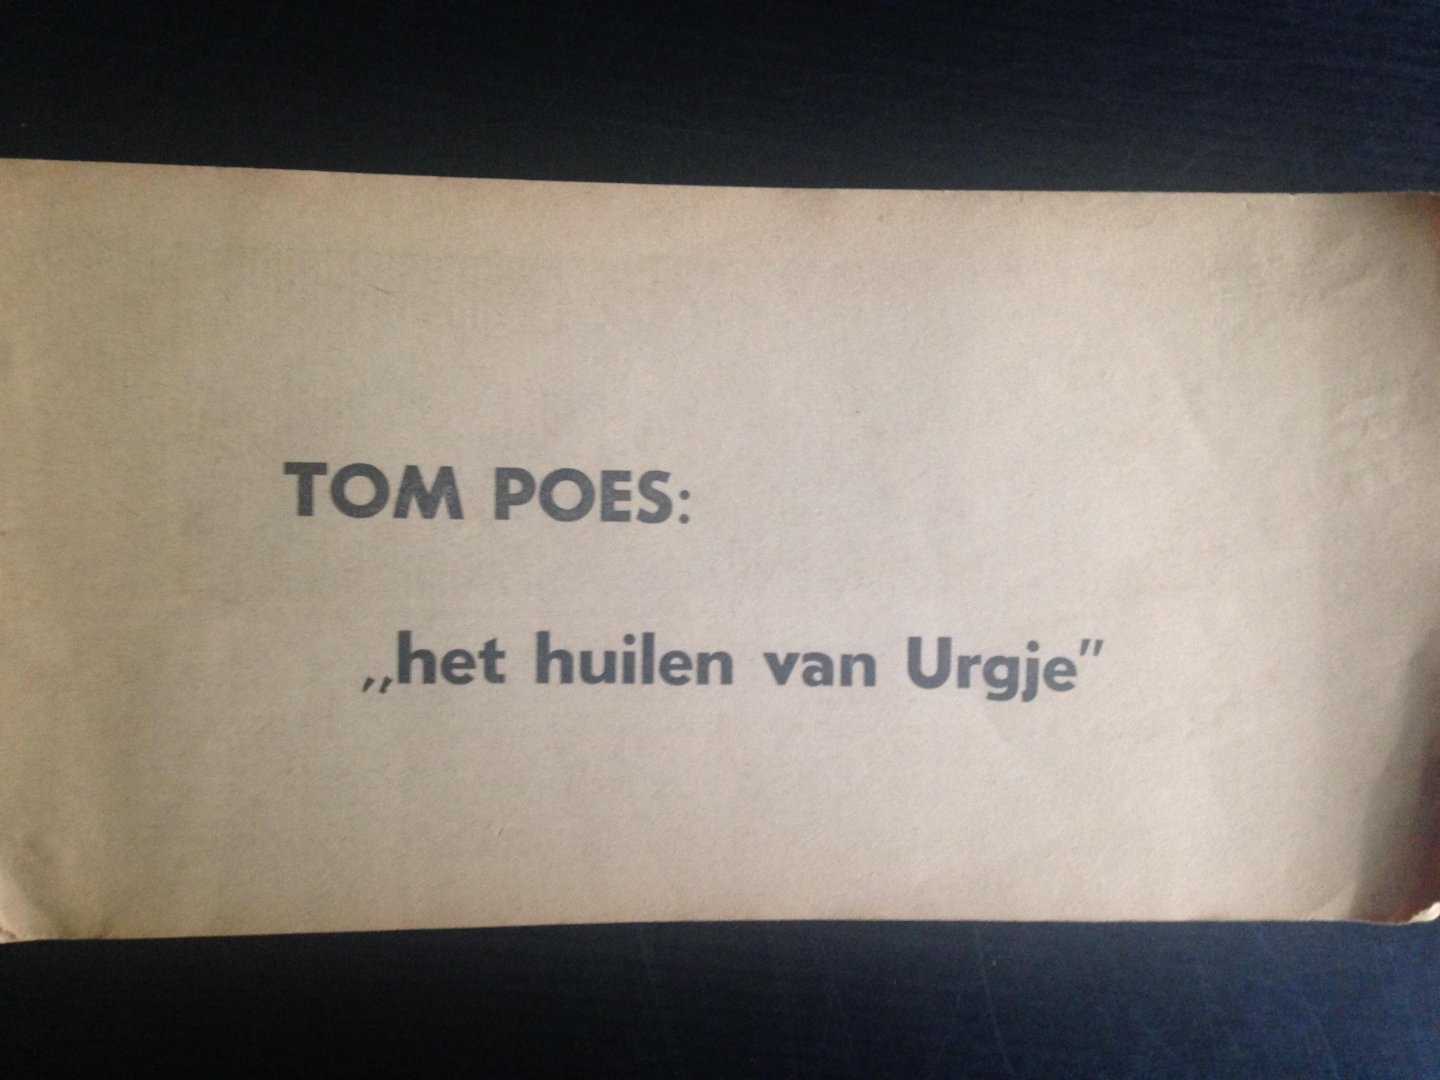 TOM POES:
„het huilen van Urgje”